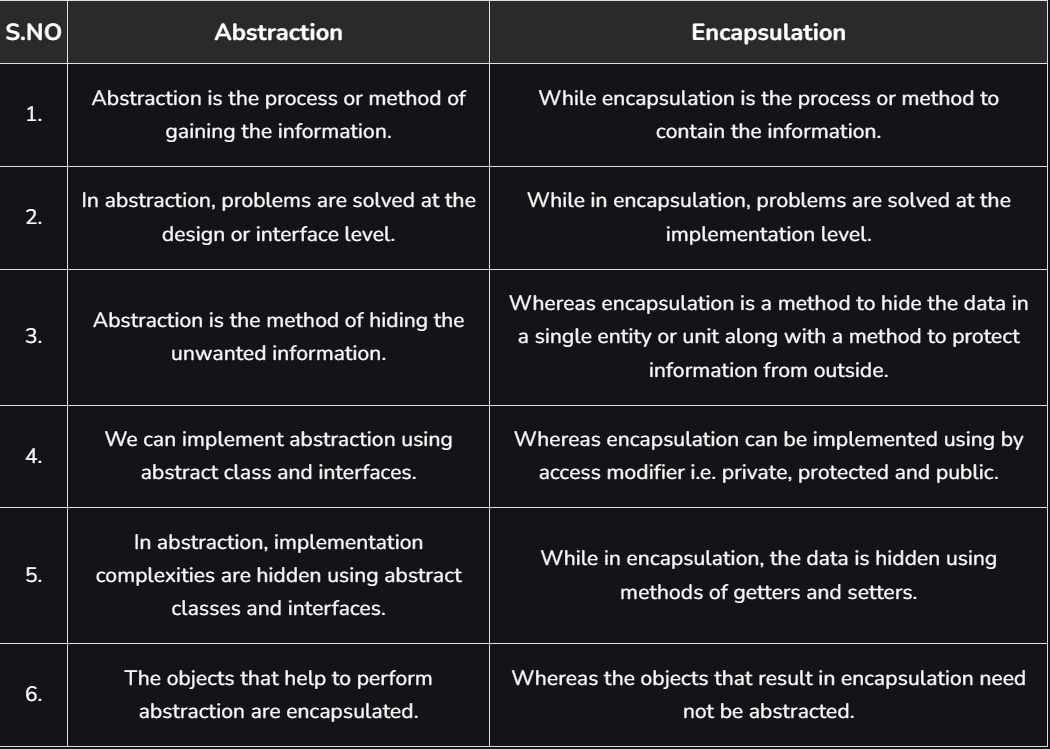 S.NO Abstraction Encapsulation
1.
Abstraction is the process or method of
gaining the information.
While encapsulation is the process or method to
contain the information.
2.
In abstraction, problems are solved at the
design or interface level.
While in encapsulation, problems are solved at the
implementation level.
3.
Abstraction is the method of hiding the
unwanted information.
Whereas encapsulation is a method to hide the data in
a single entity or unit along with a method to protect
information from outside.
4.
We can implement abstraction using
abstract class and interfaces.
Whereas encapsulation can be implemented using by
access modifier i.e. private, protected and public.
5.
In abstraction, implementation
complexities are hidden using abstract
classes and interfaces.
While in encapsulation, the data is hidden using
methods of getters and setters.
6.
The objects that help to perform
abstraction are encapsulated.
Whereas the objects that result in encapsulation need
not be abstracted.